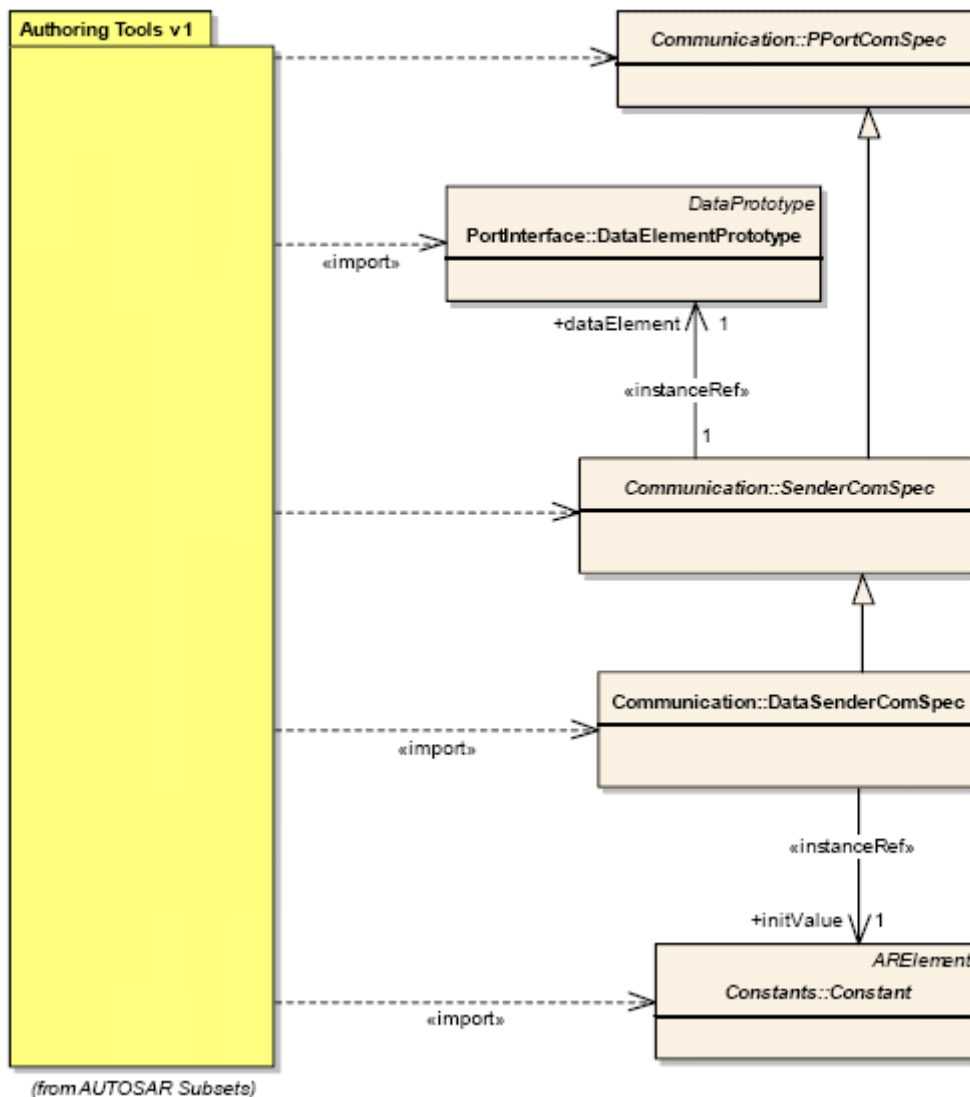 Authoring Tools v1
Communication::PPortComSpec
DataPrototype
PortInterface::DataElementPrototype
«import»
+dataElement
1
«instanceRef»
1
Communication::SenderComSpec
Communication::DataSenderComSpec
«import»
«instanceRef»
+initValue
1
ARElement
Constants::Constant
«import»
(from AUTOSAR Subsets)